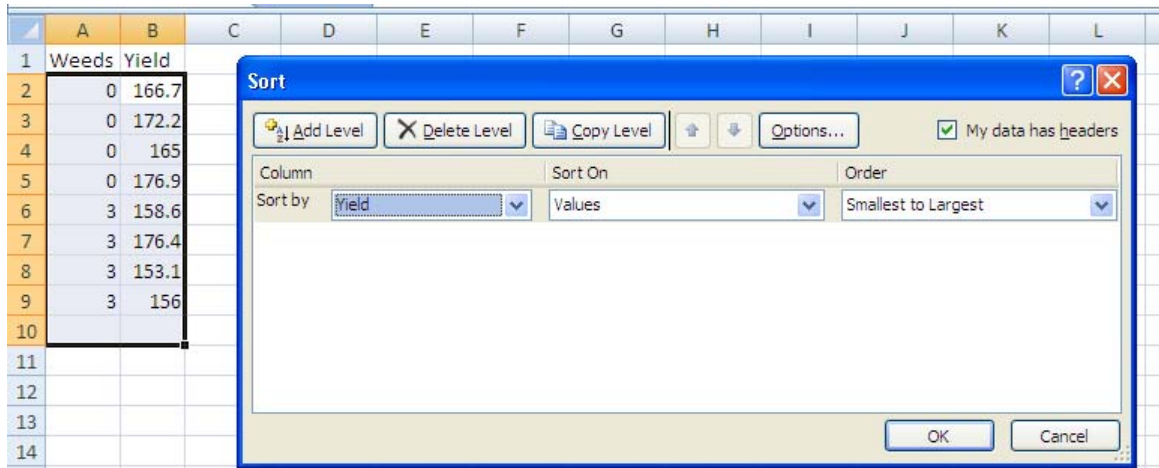 A B C D E F G H I J K L
1 Weeds Yield
2 0 166.7
3 0 172.2
4 0 165
5 0 176.9
6 3 158.6
7 3 176.4
8 3 153.1
9 3 156
10
11
12
13
14
Sort
Add Level Delete Level Copy Level Options... My data has headers
Column Sort On Order
Sort by Yield Values Smallest to Largest
OK Cancel